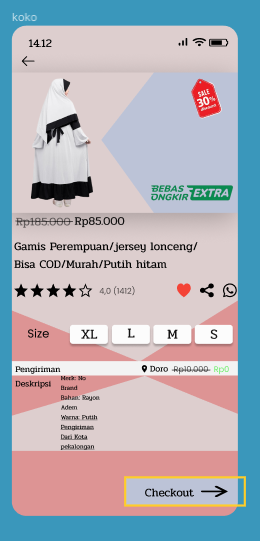 koko
14.12
SALE
30%
discount
BEBAS
ONGKIR EXTRA
Rp185.000 Rp85.000
Gamis Perempuan/jersey lonceng/
Bisa COD/Murah/Putih hitam
4,0 (1412)
Size XL L M S
Pengiriman Doro Rp10.000 Rp0
Deskripsi Merk: No
Brand
Bahan: Rayon
Adem
Warna: Putih
Pengiriman
Dari Kota
pekalongan
Checkout